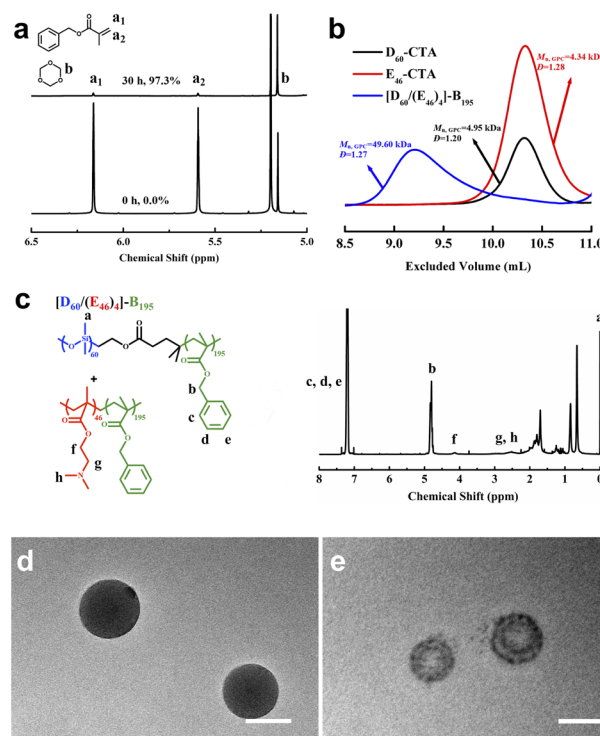 a
O
O
a₁
a₂
O
O
O
b
30 h, 97.3%
a₁
a₂
b
0 h, 0.0%
6.5 6.0 5.5 5.0
Chemical Shift (ppm)
b
D₆₀-CTA
E₄₆-CTA
[D₆₀/(E₄₆)₄]-B₁₉₅
Mn, GPC=4.34 kDa
Đ=1.28
Mn, GPC=49.60 kDa
Đ=1.27
Mn, GPC=4.95 kDa
Đ=1.20
8.5 9.0 9.5 10.0 10.5 11.0
Excluded Volume (mL)
c
[D₆₀/(E₄₆)₄]-B₁₉₅
a
O
Si
60
O
O
195
O
O
b
c
d
e
+
46
195
O
O
O
O
f
g
h
N
c, d, e
b
f
g, h
a
8 7 6 5 4 3 2 1 0
Chemical Shift (ppm)
d
e